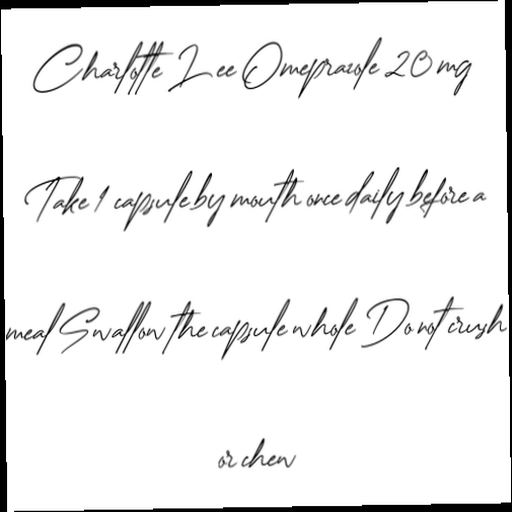 Charlotte Lee Omeprazole 20 mg
Take 1 capsule by mouth once daily before a
meal Swallow the capsule whole Do not crush
or chew